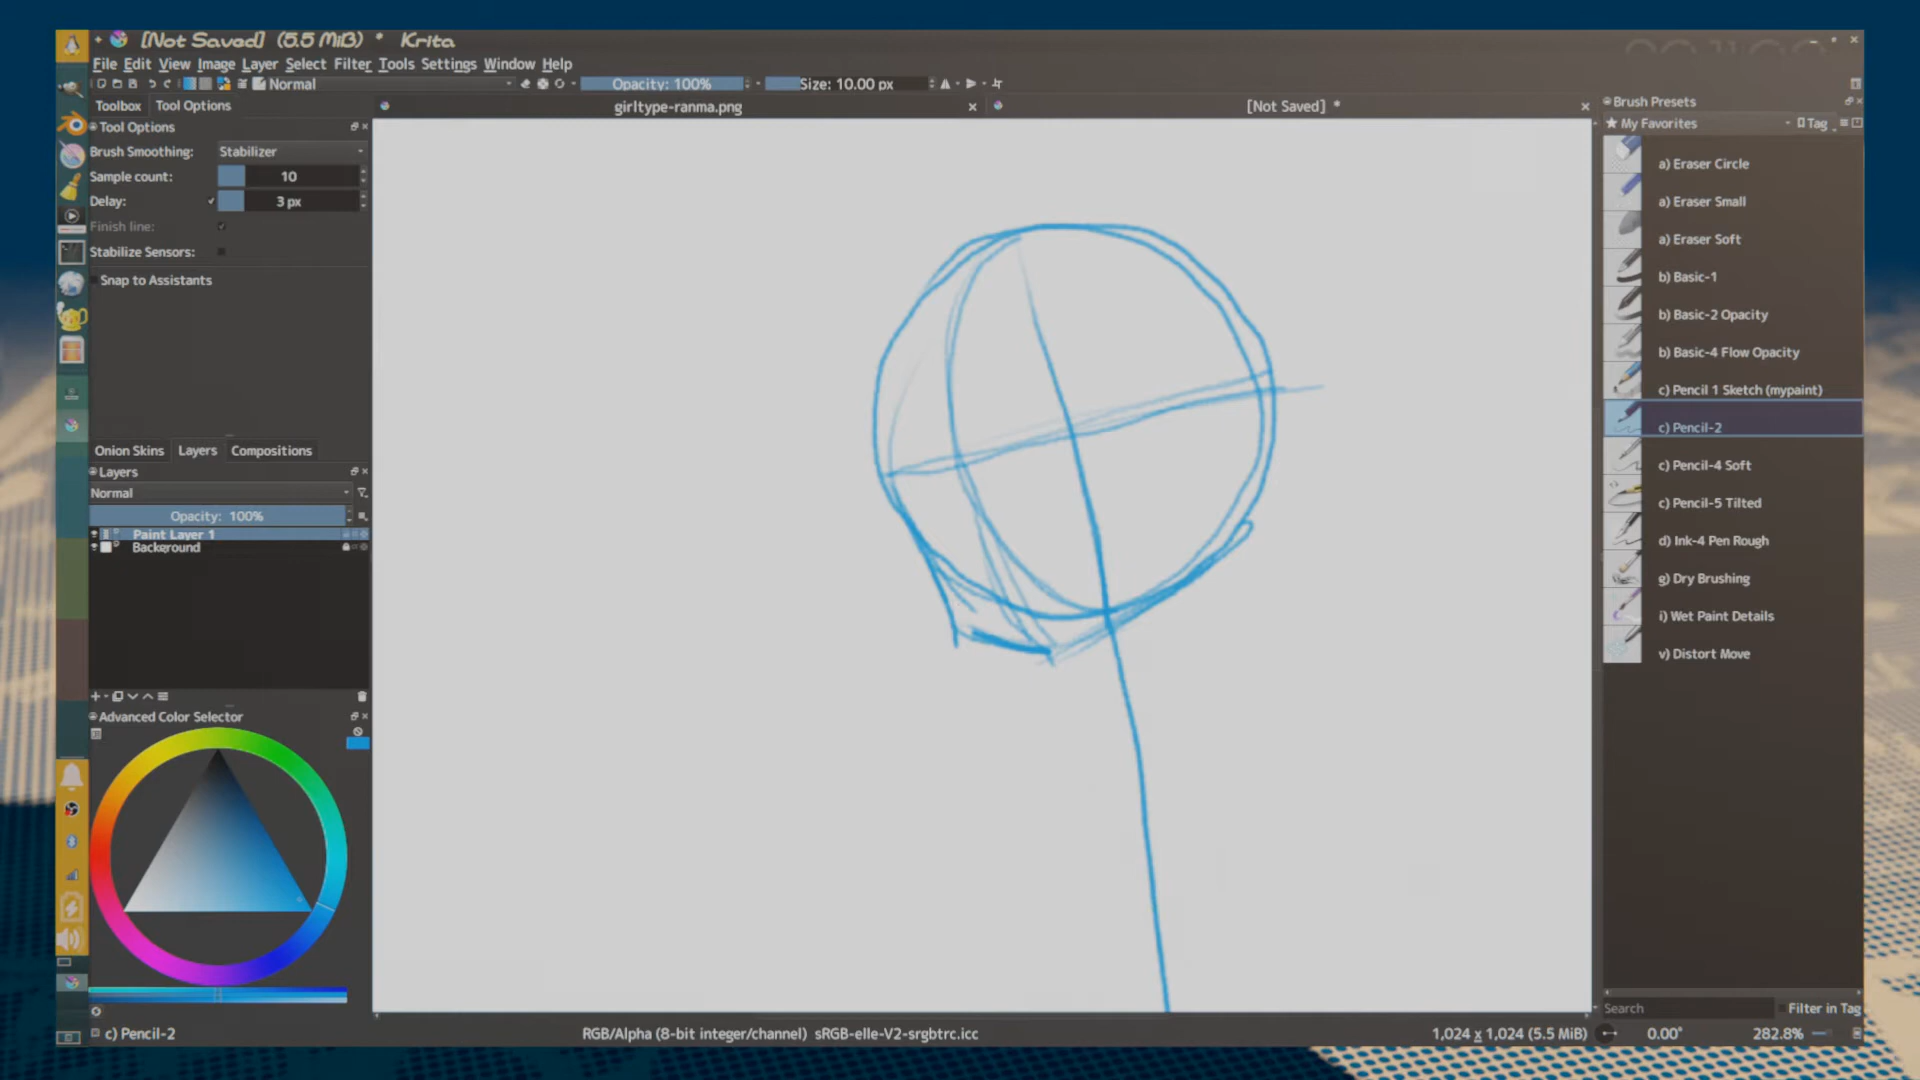 [Not Saved] (5.5 MiB) * Krita
File Edit View Image Layer Select Filter Tools Settings Window Help
Normal Opacity: 100% Size: 10.00 px
Toolbox Tool Options girltype-ranma.png [Not Saved] *
Tool Options
Brush Smoothing: Stabilizer
Sample count: 10
Delay: 3 px
Finish line:
Stabilize Sensors:
Snap to Assistants
Onion Skins Layers Compositions
Layers
Normal
Opacity: 100%
Paint Layer 1
Background
Advanced Color Selector
Brush Presets
My Favorites Tag
a) Eraser Circle
a) Eraser Small
a) Eraser Soft
b) Basic-1
b) Basic-2 Opacity
b) Basic-4 Flow Opacity
c) Pencil 1 Sketch (mypaint)
c) Pencil-2
c) Pencil-4 Soft
c) Pencil-5 Tilted
d) Ink-4 Pen Rough
g) Dry Brushing
i) Wet Paint Details
v) Distort Move
Search Filter in Tag
c) Pencil-2 RGB/Alpha (8-bit integer/channel) sRGB-elle-V2-srgbtrc.icc 1,024 x 1,024 (5.5 MiB) 0.00° 282.8%